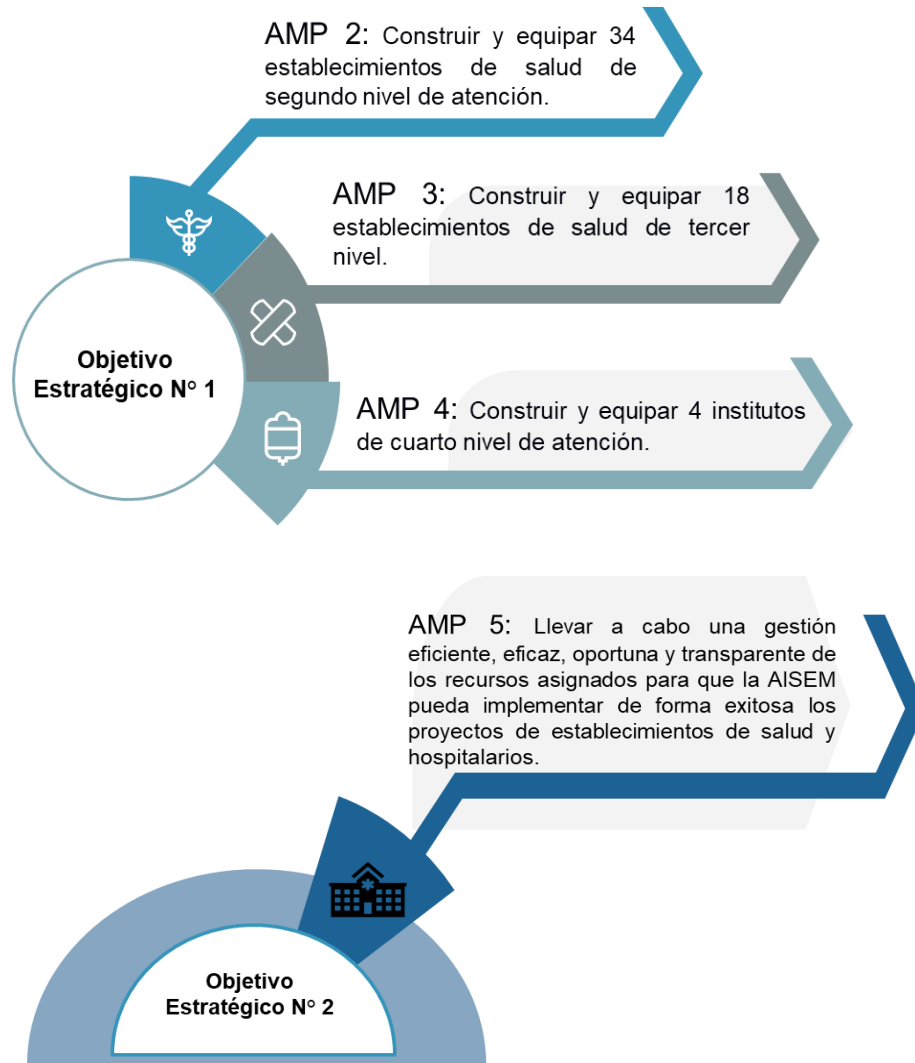 AMP 2: Construir y equipar 34
establecimientos de salud de
segundo nivel de atención.
AMP 3: Construir y equipar 18
establecimientos de salud de tercer
nivel.
Objetivo
Estratégico N° 1
AMP 4: Construir y equipar 4 institutos
de cuarto nivel de atención.
AMP 5: Llevar a cabo una gestión
eficiente, eficaz, oportuna y transparente de
los recursos asignados para que la AISEM
pueda implementar de forma exitosa los
proyectos de establecimientos de salud y
hospitalarios.
Objetivo
Estratégico N° 2